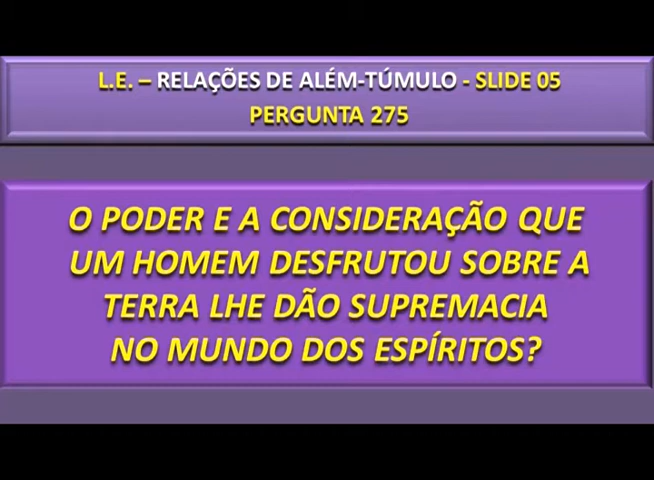 L.E. – RELAÇÕES DE ALÉM-TÚMULO - SLIDE 05
PERGUNTA 275
O PODER E A CONSIDERAÇÃO QUE
UM HOMEM DESFRUTOU SOBRE A
TERRA LHE DÃO SUPREMACIA
NO MUNDO DOS ESPÍRITOS?